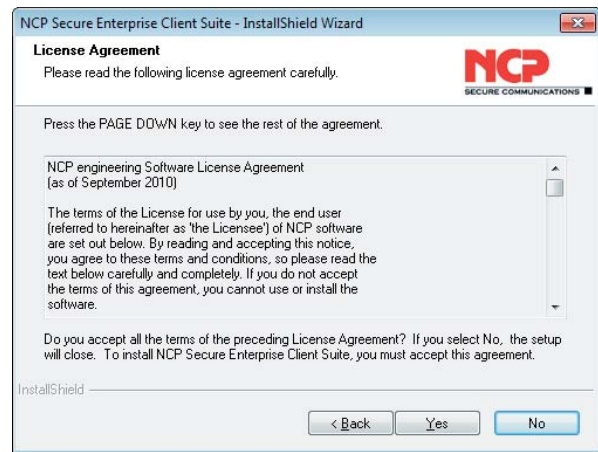 NCP Secure Enterprise Client Suite - InstallShield Wizard
License Agreement
Please read the following license agreement carefully.
NCP
SECURE COMMUNICATIONS
Press the PAGE DOWN key to see the rest of the agreement.
NCP engineering Software License Agreement
(as of September 2010)
The terms of the License for use by you, the end user
(referred to hereinafter as 'the Licensee') of NCP software
are set out below. By reading and accepting this notice,
you agree to these terms and conditions, so please read the
text below carefully and completely. If you do not accept
the terms of this agreement, you cannot use or install the
software.
Do you accept all the terms of the preceding License Agreement? If you select No, the setup
will close. To install NCP Secure Enterprise Client Suite, you must accept this agreement.
InstallShield
< Back
Yes
No